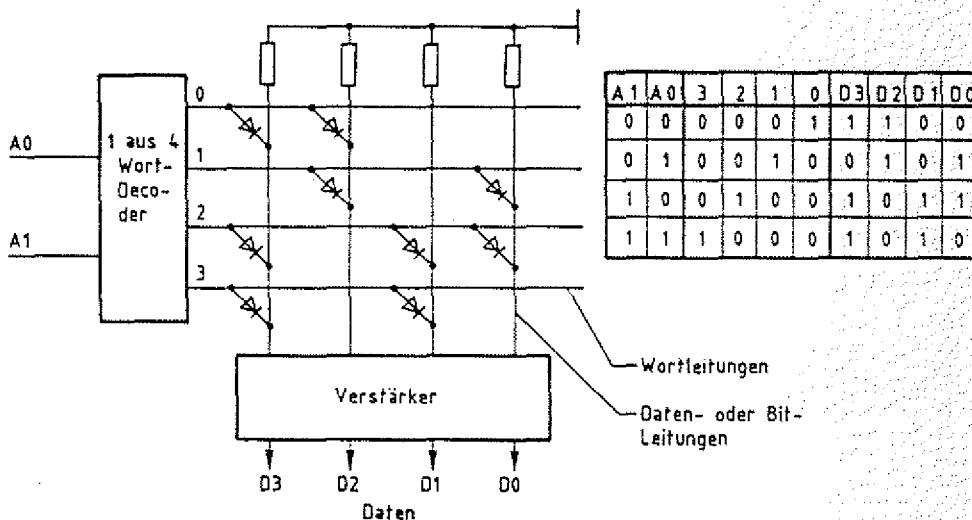 0
1 aus 4
Wort-
Deco-
der
A0
A1
1
2
3
A1 A0 3 2 1 0 D3 D2 D1 D0
0 0 0 0 0 1 1 1 0 0
0 1 0 0 1 0 0 1 0 1
1 0 0 1 0 0 1 0 1 1
1 1 1 0 0 0 1 0 1 0
Wortleitungen
Verstärker
Daten- oder Bit-
Leitungen
D3 D2 D1 D0
Daten